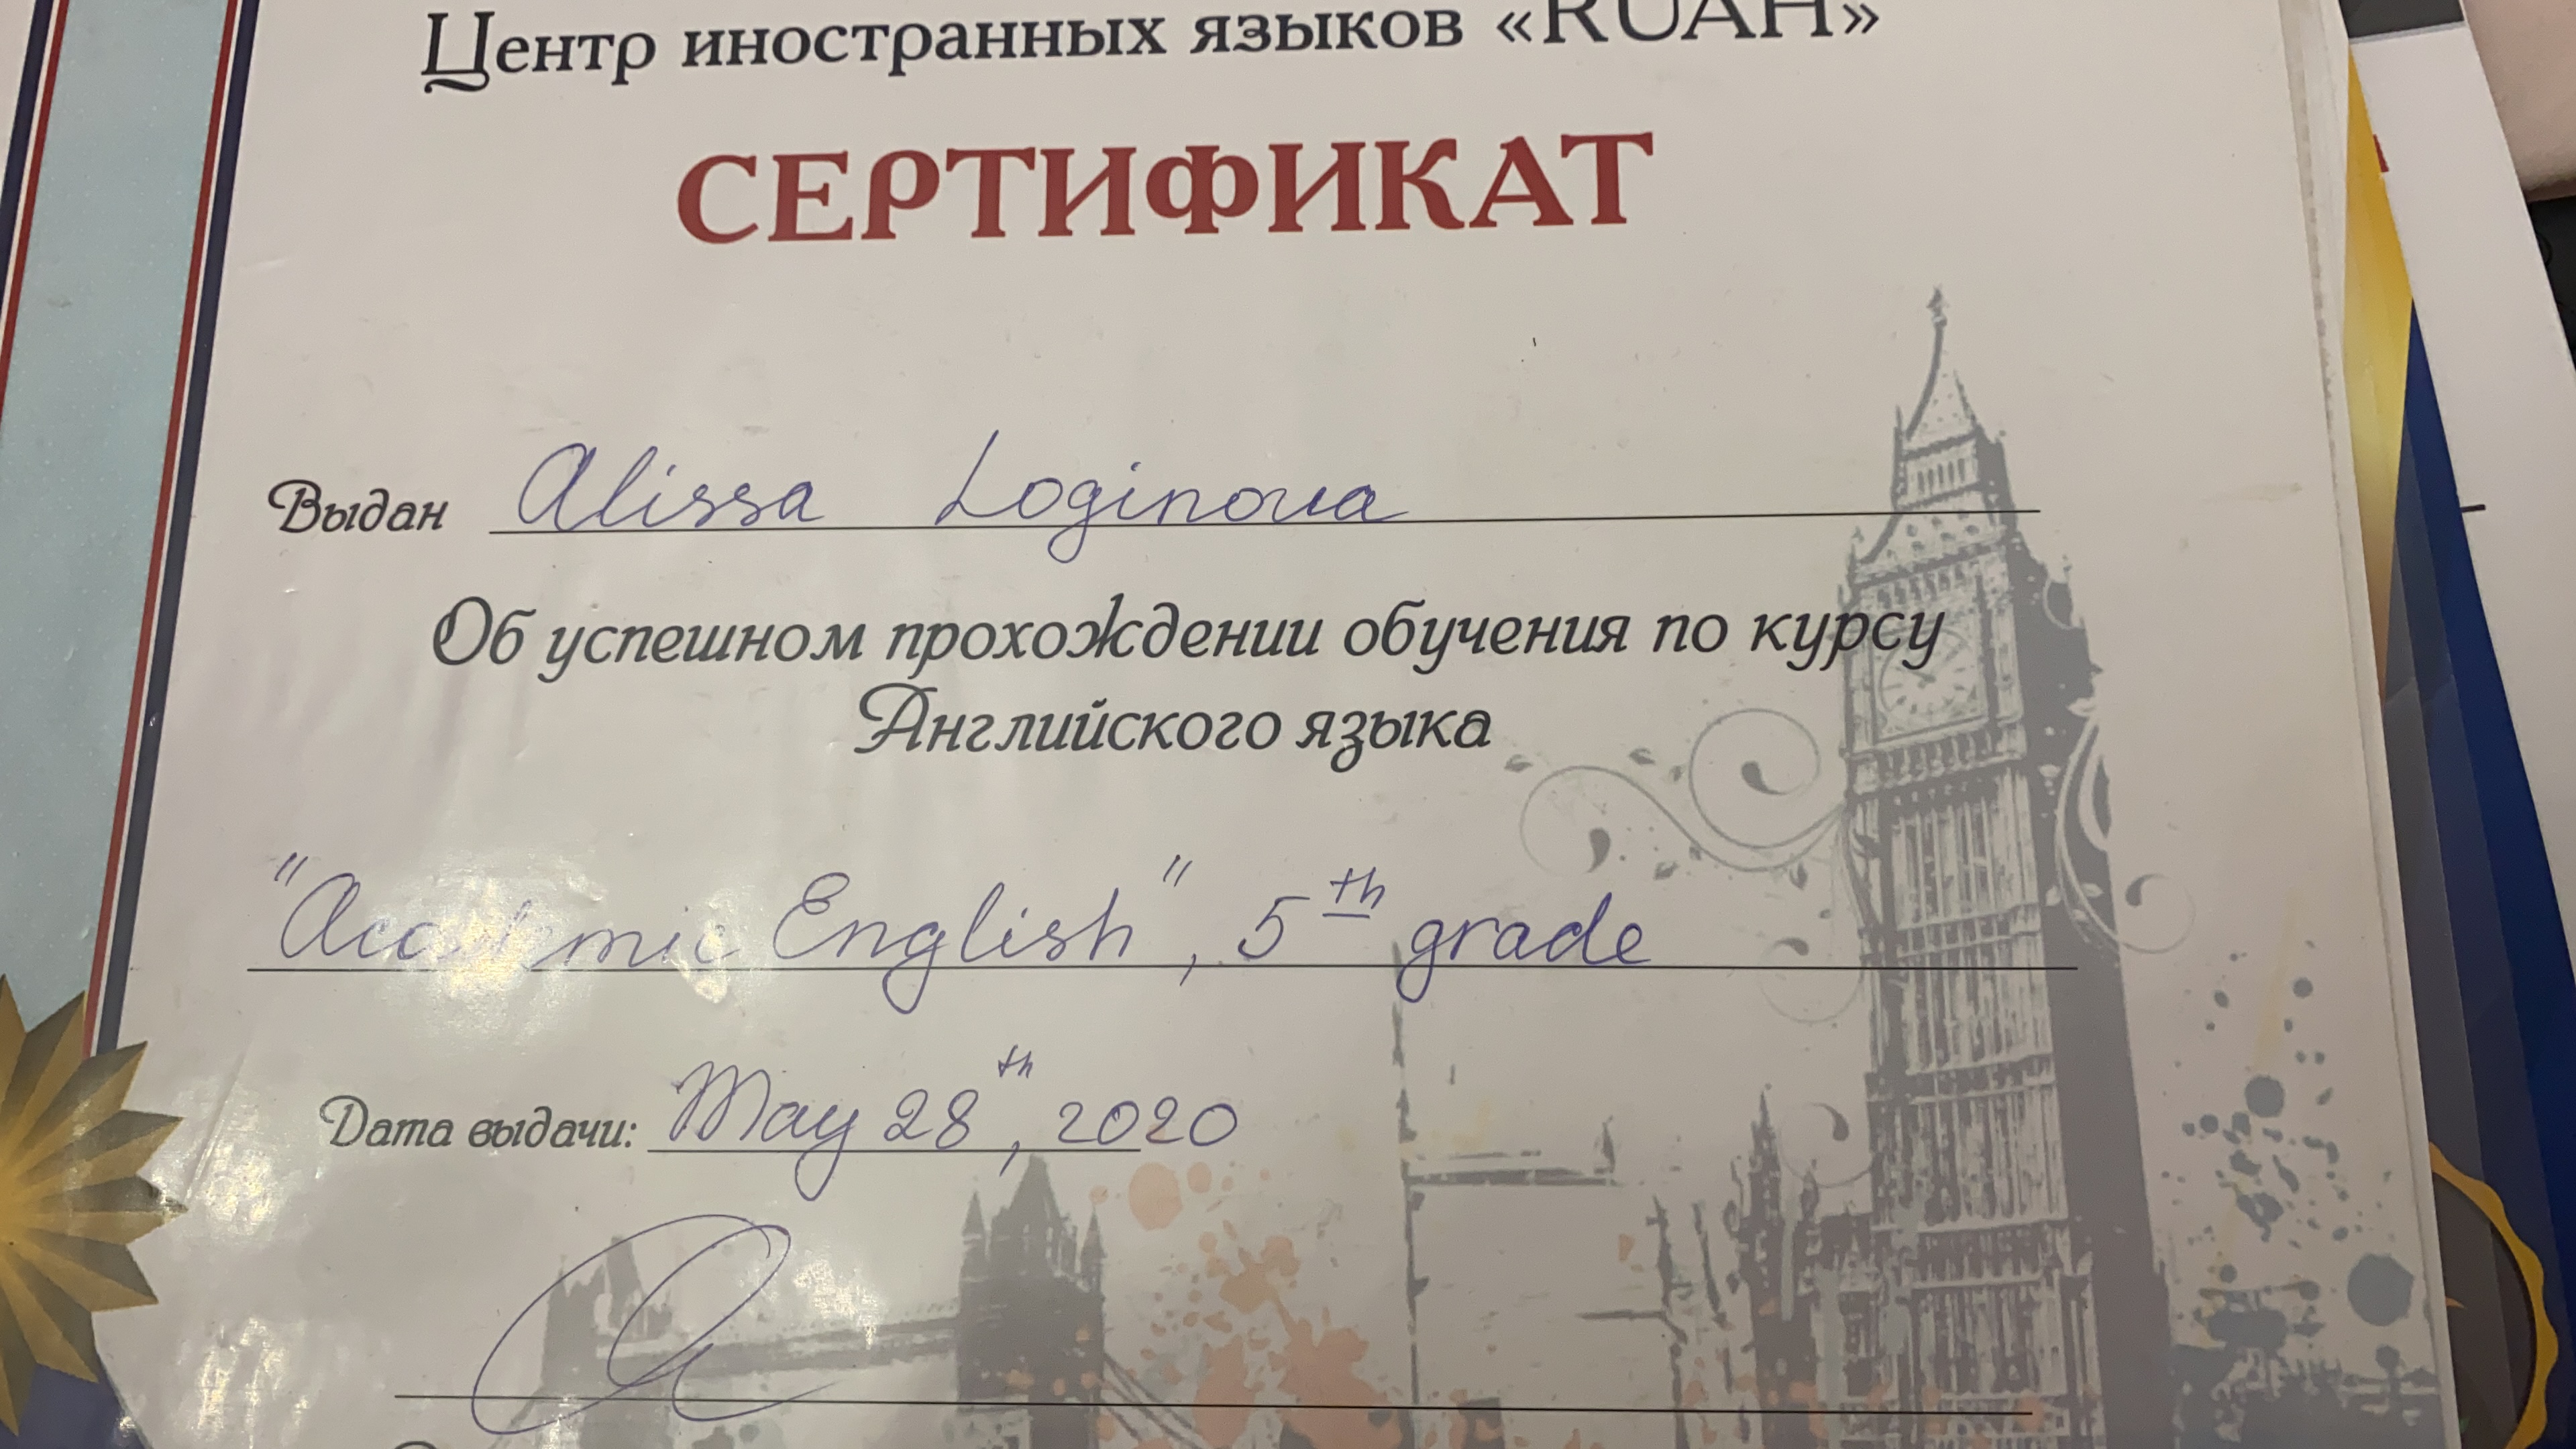 Центр иностранных языков «RUAH»
СЕРТИФИКАТ
Выдан Alissa Loginova
Об успешном прохождении обучения по курсу
Английского языка
"Academic English", 5th grade
Дата выдачи: May 28th, 2020